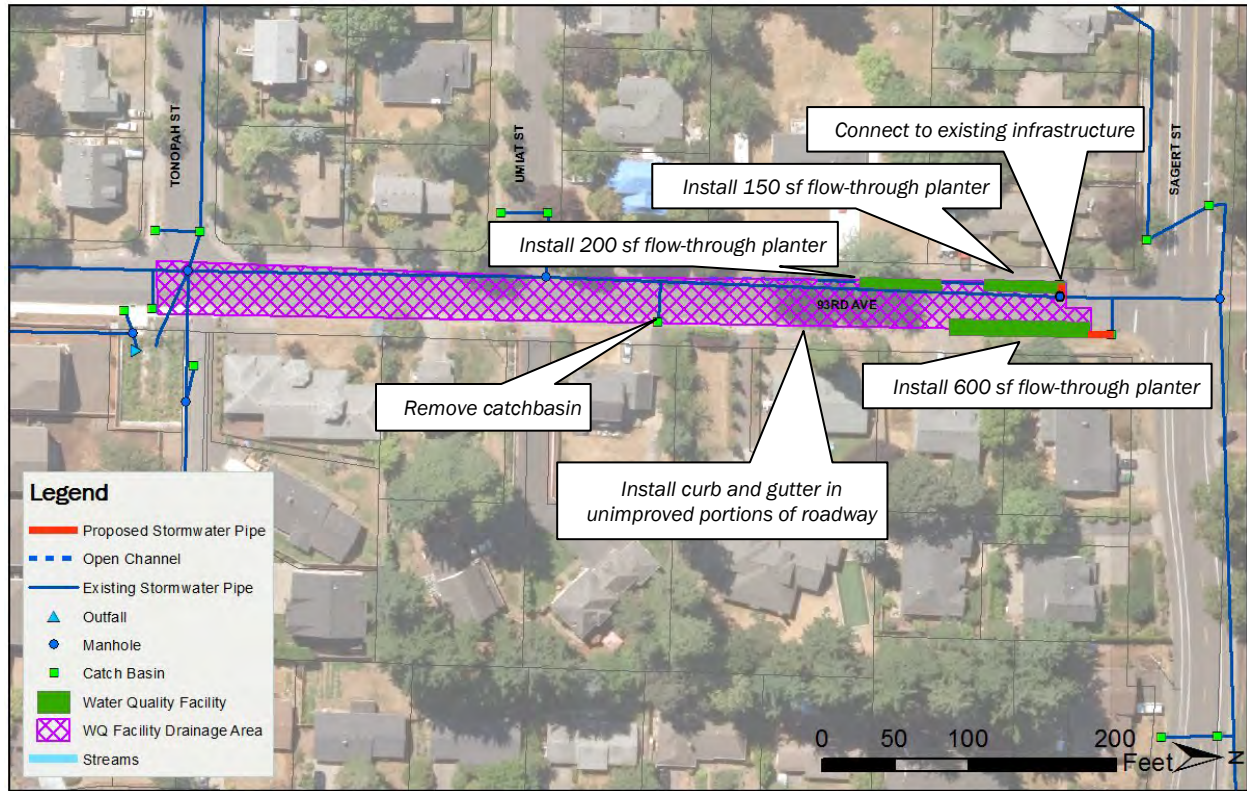 TONOPAH ST
UMIAT ST
SAGERT ST
Connect to existing infrastructure
Install 150 sf flow-through planter
Install 200 sf flow-through planter
93RD AVE
Remove catchbasin
Install 600 sf flow-through planter
Install curb and gutter in
unimproved portions of roadway
Legend
Proposed Stormwater Pipe
Open Channel
Existing Stormwater Pipe
Outfall
Manhole
Catch Basin
Water Quality Facility
WQ Facility Drainage Area
Streams
0 50 100 200
Feet
N